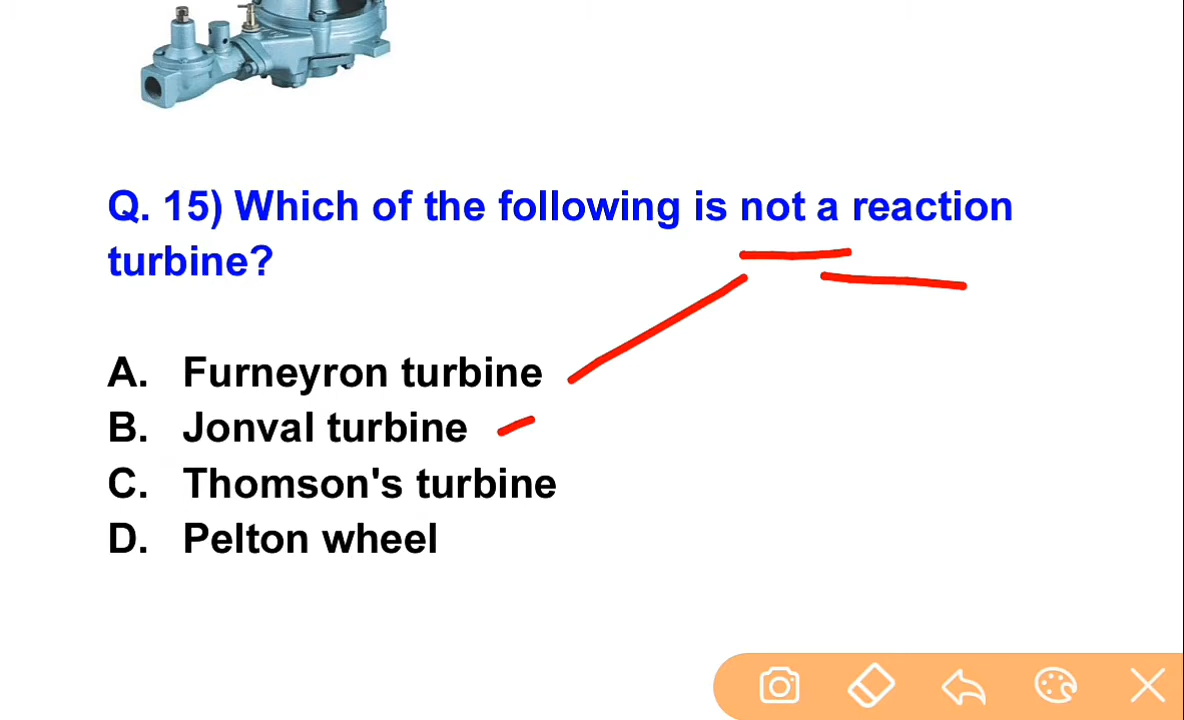 Q. 15) Which of the following is not a reaction
turbine?
A. Furneyron turbine
B. Jonval turbine
C. Thomson's turbine
D. Pelton wheel